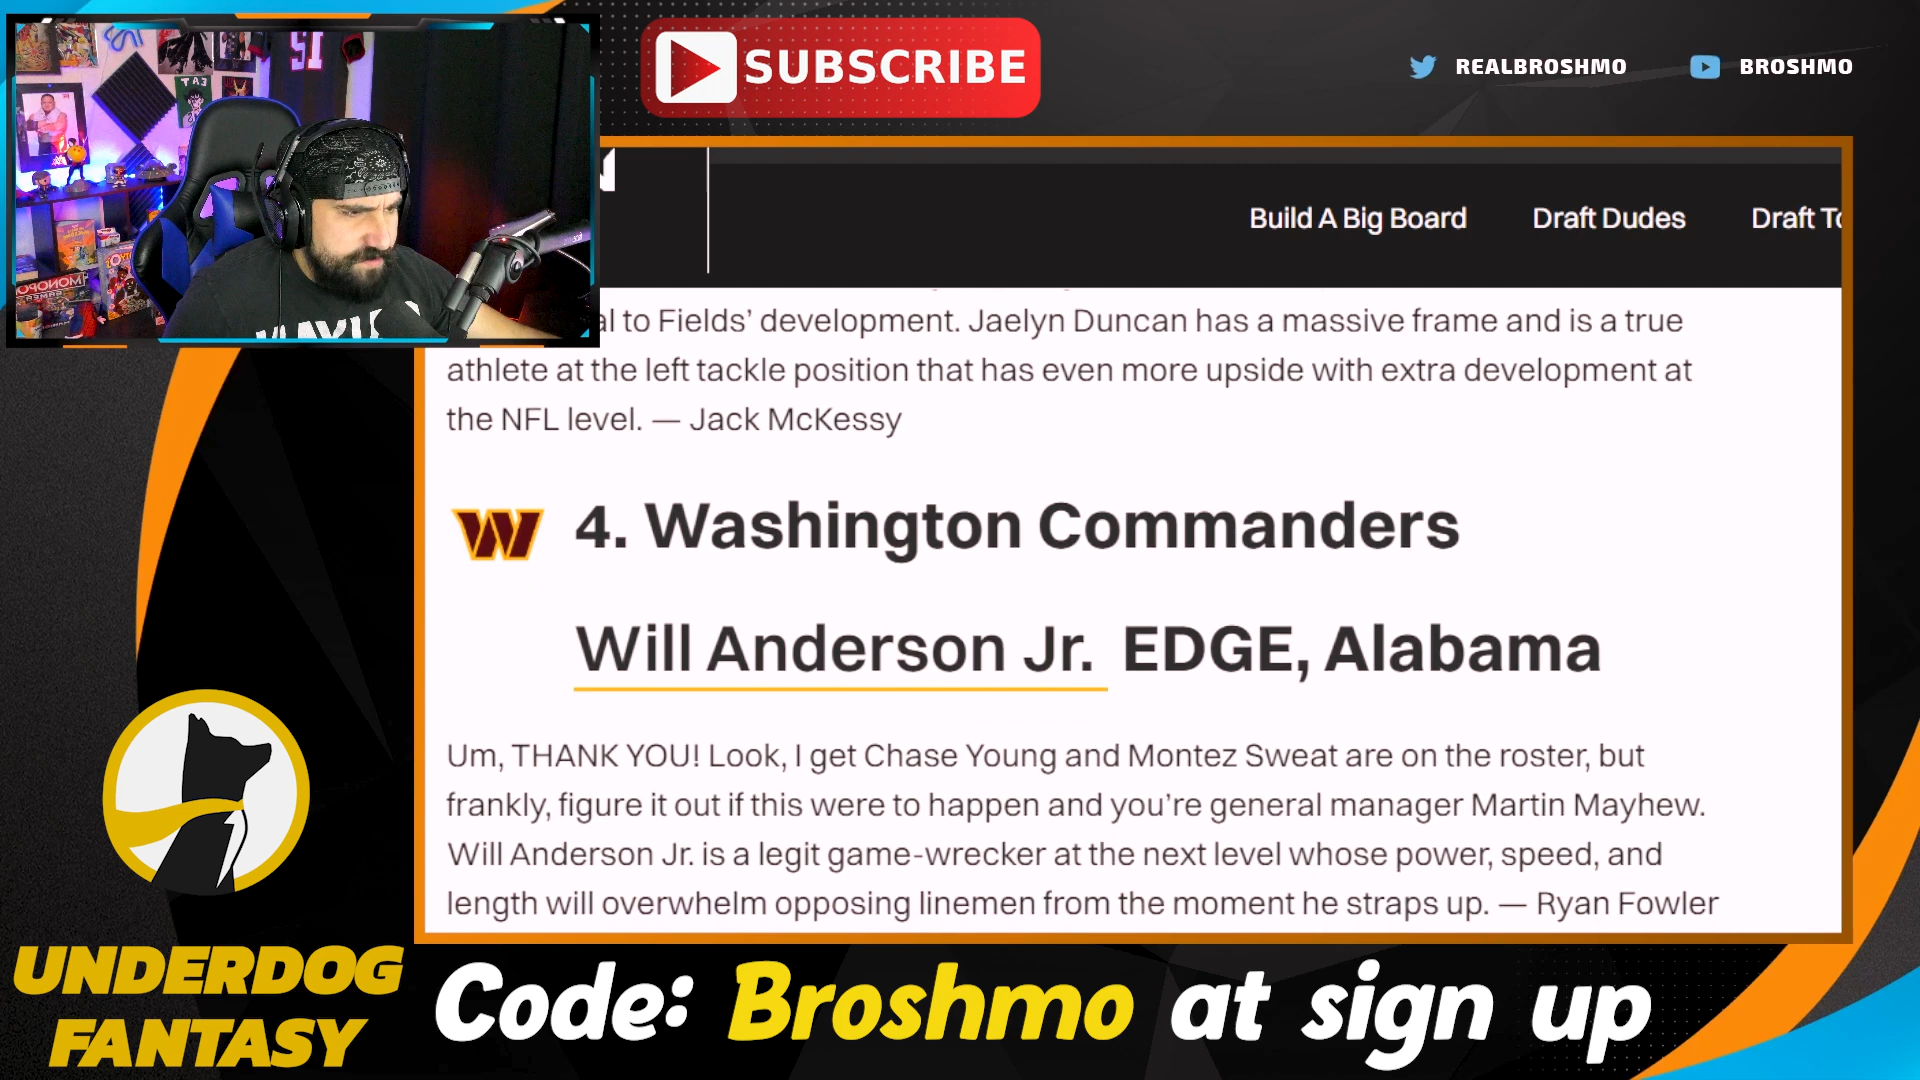 SUBSCRIBE
REALBROSHMO
BROSHMO
Build A Big Board
Draft Dudes
Draft To
al to Fields’ development. Jaelyn Duncan has a massive frame and is a true
athlete at the left tackle position that has even more upside with extra development at
the NFL level. — Jack McKessy
4. Washington Commanders
Will Anderson Jr. EDGE, Alabama
Um, THANK YOU! Look, I get Chase Young and Montez Sweat are on the roster, but
frankly, figure it out if this were to happen and you’re general manager Martin Mayhew.
Will Anderson Jr. is a legit game-wrecker at the next level whose power, speed, and
length will overwhelm opposing linemen from the moment he straps up. — Ryan Fowler
UNDERDOG
FANTASY
Code: Broshmo at sign up